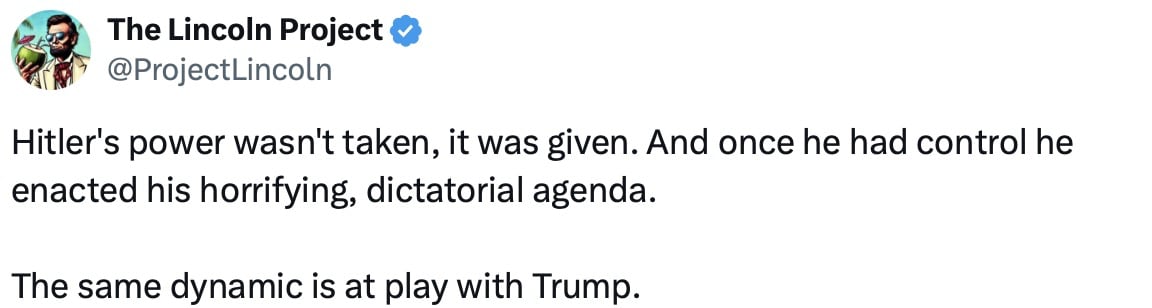 The Lincoln Project
@ProjectLincoln
Hitler's power wasn't taken, it was given. And once he had control he
enacted his horrifying, dictatorial agenda.
The same dynamic is at play with Trump.